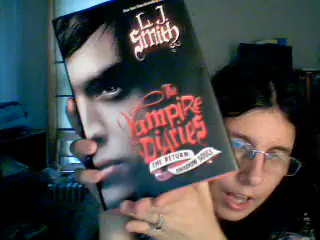 L. J.
Smith
The
Vampire
Diaries
THE RETURN:
SHADOW SOULS